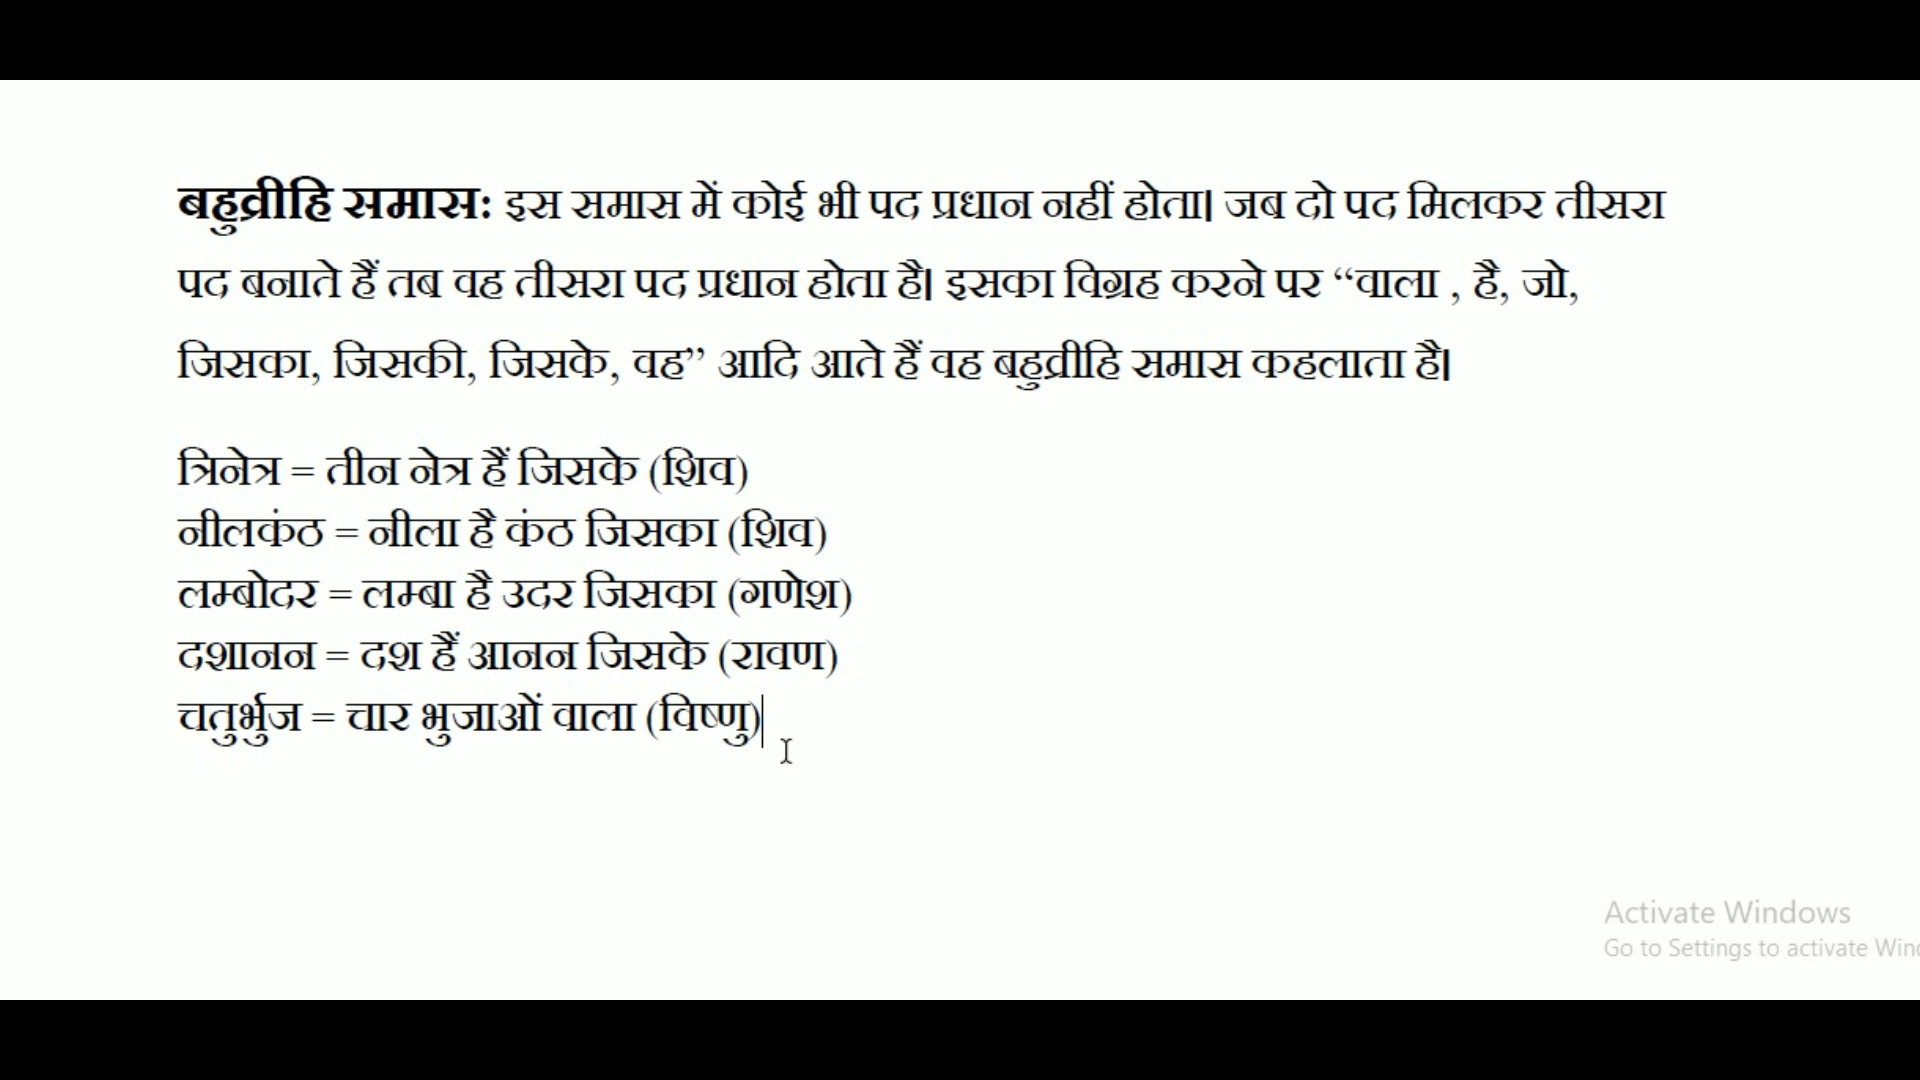 बहुव्रीहि समास: इस समास में कोई भी पद प्रधान नहीं होता। जब दो पद मिलकर तीसरा
पद बनाते हैं तब वह तीसरा पद प्रधान होता है। इसका विग्रह करने पर “वाला , है, जो,
जिसका, जिसकी, जिसके, वह” आदि आते हैं वह बहुव्रीहि समास कहलाता है।
त्रिनेत्र = तीन नेत्र हैं जिसके (शिव)
नीलकंठ = नीला है कंठ जिसका (शिव)
लम्बोदर = लम्बा है उदर जिसका (गणेश)
दशानन = दश हैं आनन जिसके (रावण)
चतुर्भुज = चार भुजाओं वाला (विष्णु)
Activate Windows
Go to Settings to activate Wind